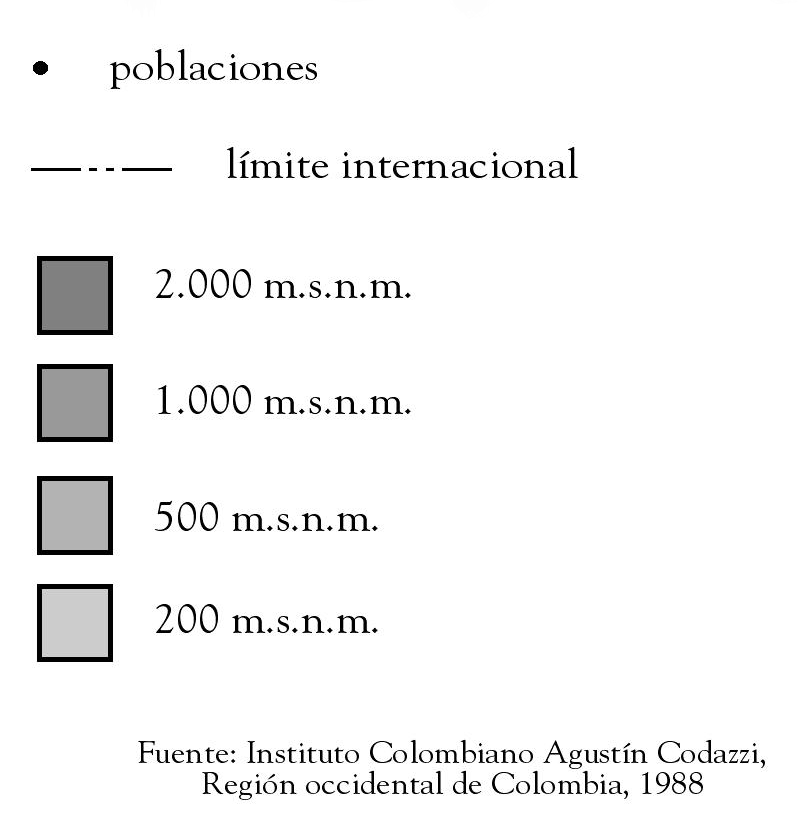 poblaciones
límite internacional
2.000 m.s.n.m.
1.000 m.s.n.m.
500 m.s.n.m.
200 m.s.n.m.
Fuente: Instituto Colombiano Agustín Codazzi,
Región occidental de Colombia, 1988